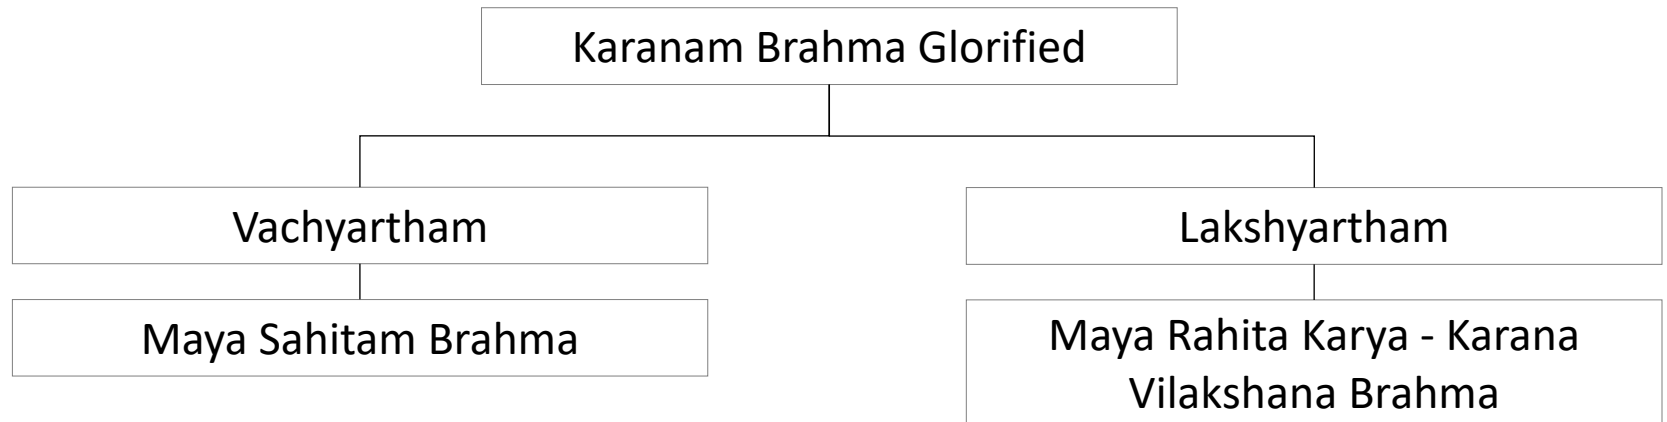 Karanam Brahma Glorified
Vachyartham
Lakshyartham
Maya Sahitam Brahma
Maya Rahita Karya - Karana
Vilakshana Brahma